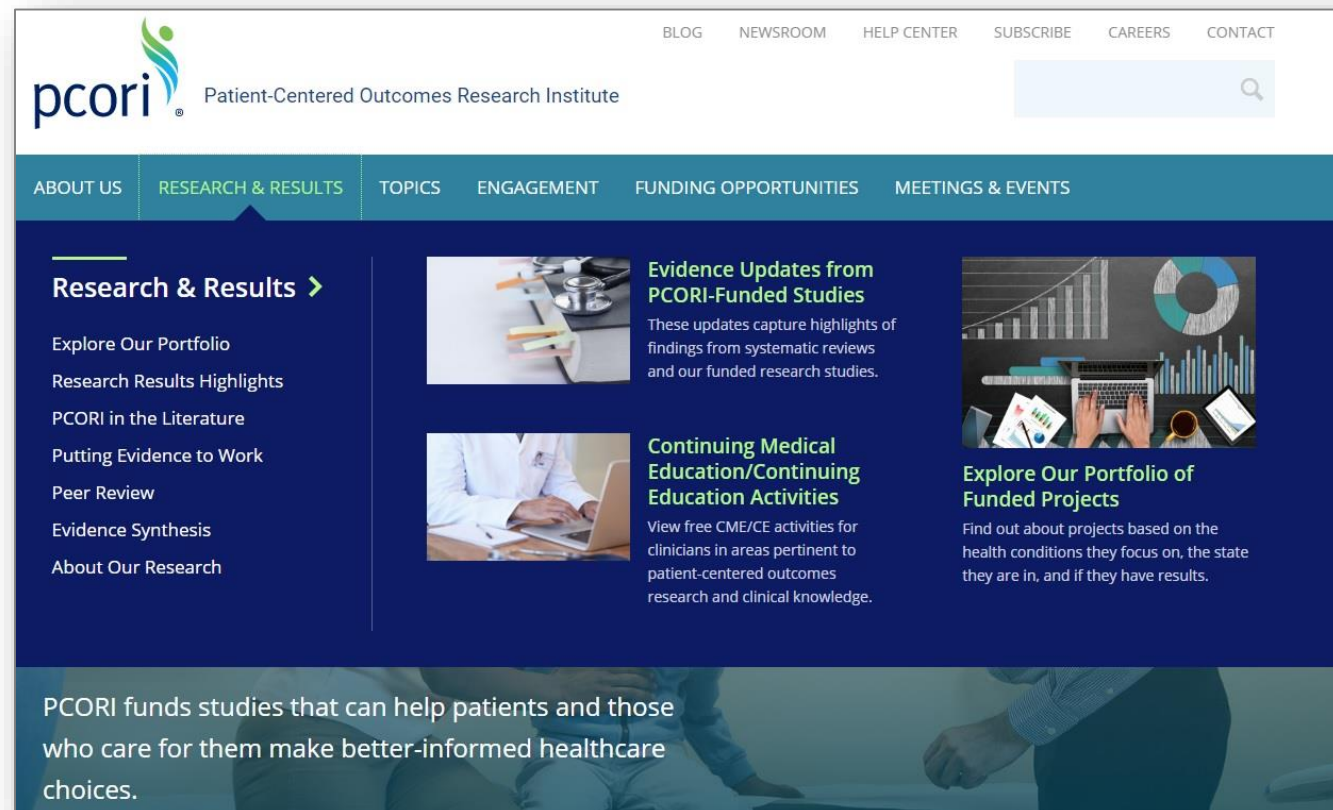 BLOG NEWSROOM HELP CENTER SUBSCRIBE CAREERS CONTACT
pcori®
Patient-Centered Outcomes Research Institute
ABOUT US RESEARCH & RESULTS TOPICS ENGAGEMENT FUNDING OPPORTUNITIES MEETINGS & EVENTS
Research & Results >
Explore Our Portfolio
Research Results Highlights
PCORI in the Literature
Putting Evidence to Work
Peer Review
Evidence Synthesis
About Our Research
Evidence Updates from
PCORI-Funded Studies
These updates capture highlights of
findings from systematic reviews
and our funded research studies.
Continuing Medical
Education/Continuing
Education Activities
View free CME/CE activities for
clinicians in areas pertinent to
patient-centered outcomes
research and clinical knowledge.
Explore Our Portfolio of
Funded Projects
Find out about projects based on the
health conditions they focus on, the state
they are in, and if they have results.
PCORI funds studies that can help patients and those
who care for them make better-informed healthcare
choices.